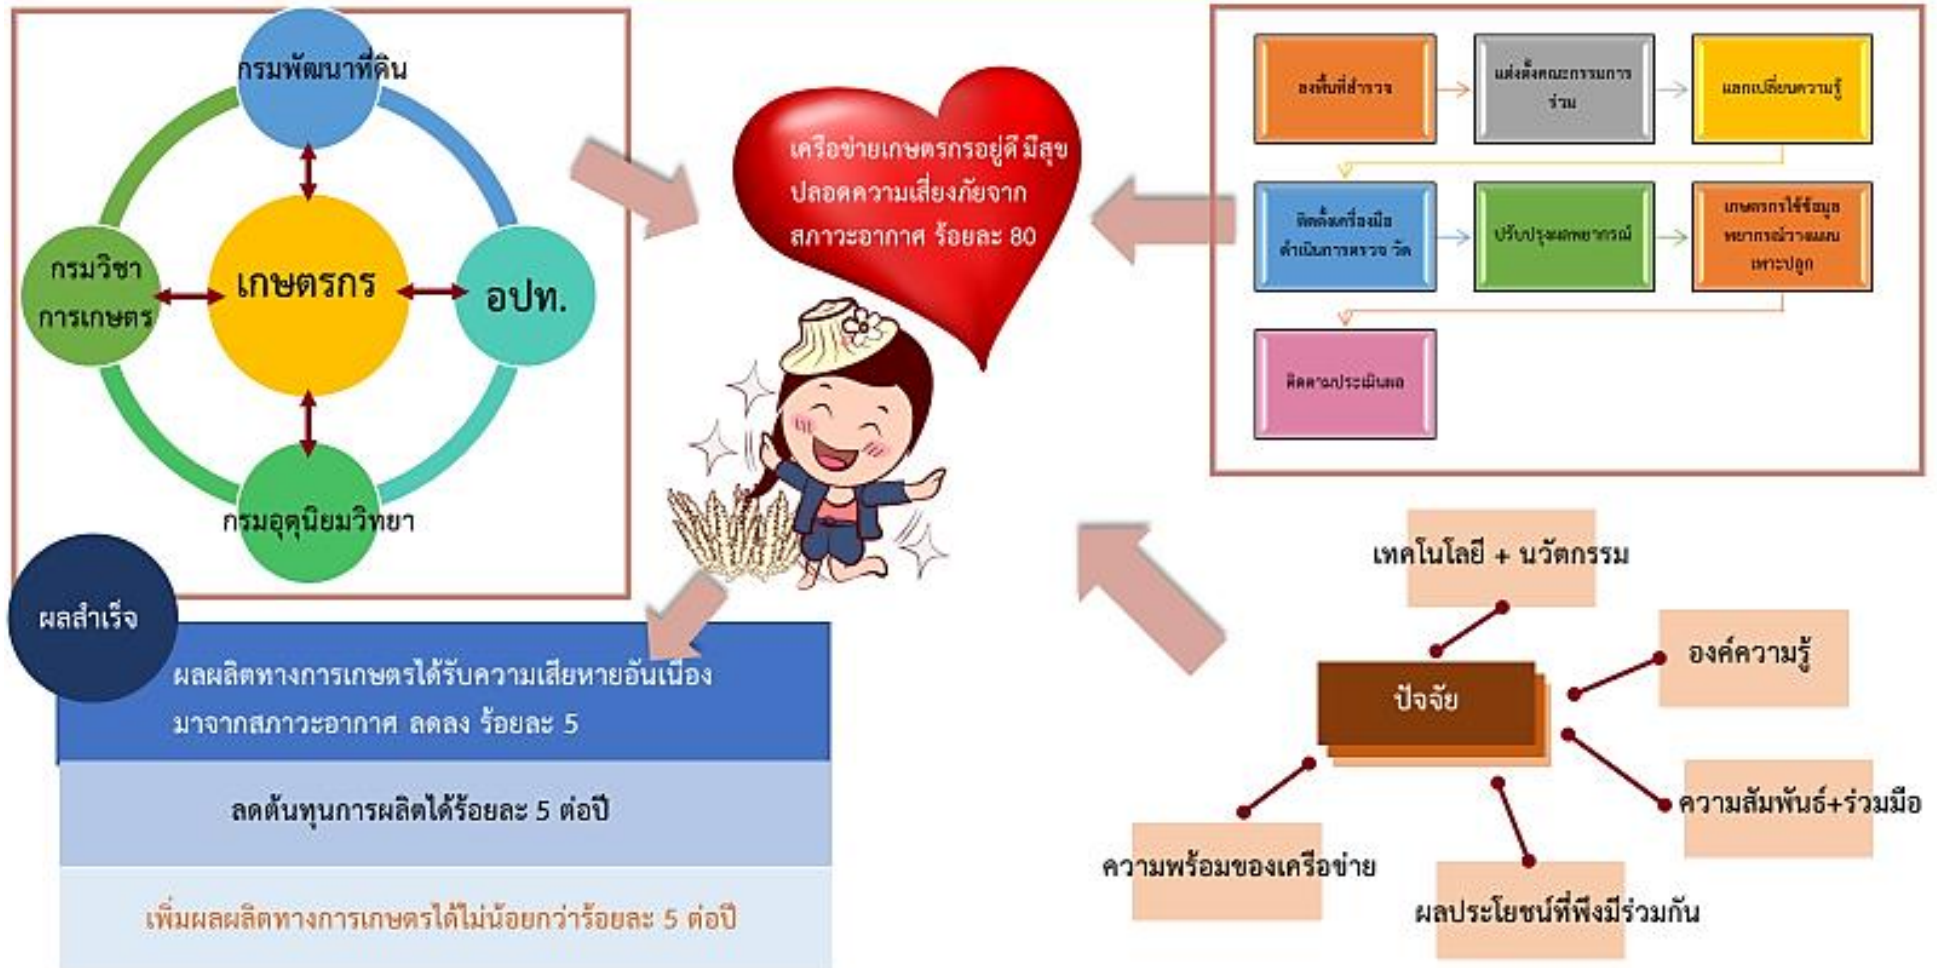 กรมพัฒนาที่ดิน
กรมวิชา
การเกษตร
เกษตรกร
อปท.
กรมอุตุนิยมวิทยา
เครือข่ายเกษตรกรอยู่ดี มีสุข
ปลอดความเสี่ยงภัยจาก
สภาวะอากาศ ร้อยละ 80
ลงพื้นที่สำรวจ
แต่งตั้งคณะกรรมการ
ร่วม
แลกเปลี่ยนความรู้
ติดตั้งเครื่องมือ
ดำเนินการตรวจ วัด
ปรับปรุงผลพยากรณ์
เกษตรกรใช้ข้อมูล
พยากรณ์วางแผน
เพาะปลูก
ติดตามประเมินผล
ผลสำเร็จ
ผลผลิตทางการเกษตรได้รับความเสียหายอันเนื่อง
มาจากสภาวะอากาศ ลดลง ร้อยละ 5
ลดต้นทุนการผลิตได้ร้อยละ 5 ต่อปี
เพิ่มผลผลิตทางการเกษตรได้ไม่น้อยกว่าร้อยละ 5 ต่อปี
เทคโนโลยี + นวัตกรรม
องค์ความรู้
ปัจจัย
ความสัมพันธ์+ร่วมมือ
ความพร้อมของเครือข่าย
ผลประโยชน์ที่พึงมีร่วมกัน